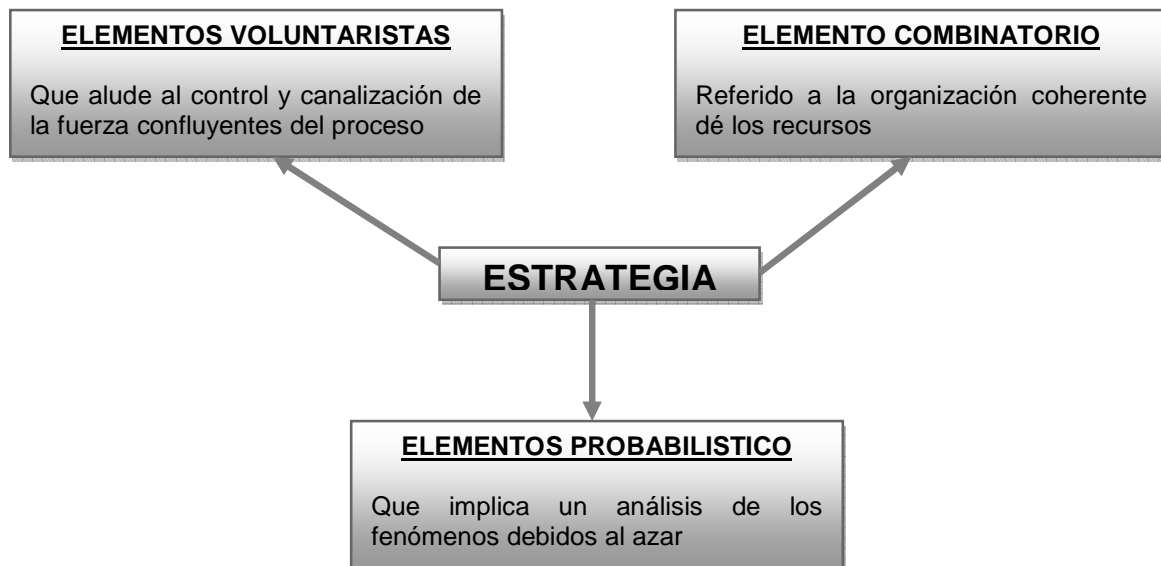 ELEMENTOS VOLUNTARISTAS
Que alude al control y canalización de
la fuerza confluyentes del proceso
ELEMENTO COMBINATORIO
Referido a la organización coherente
dé los recursos
ESTRATEGIA
ELEMENTOS PROBABILISTICO
Que implica un análisis de los
fenómenos debidos al azar